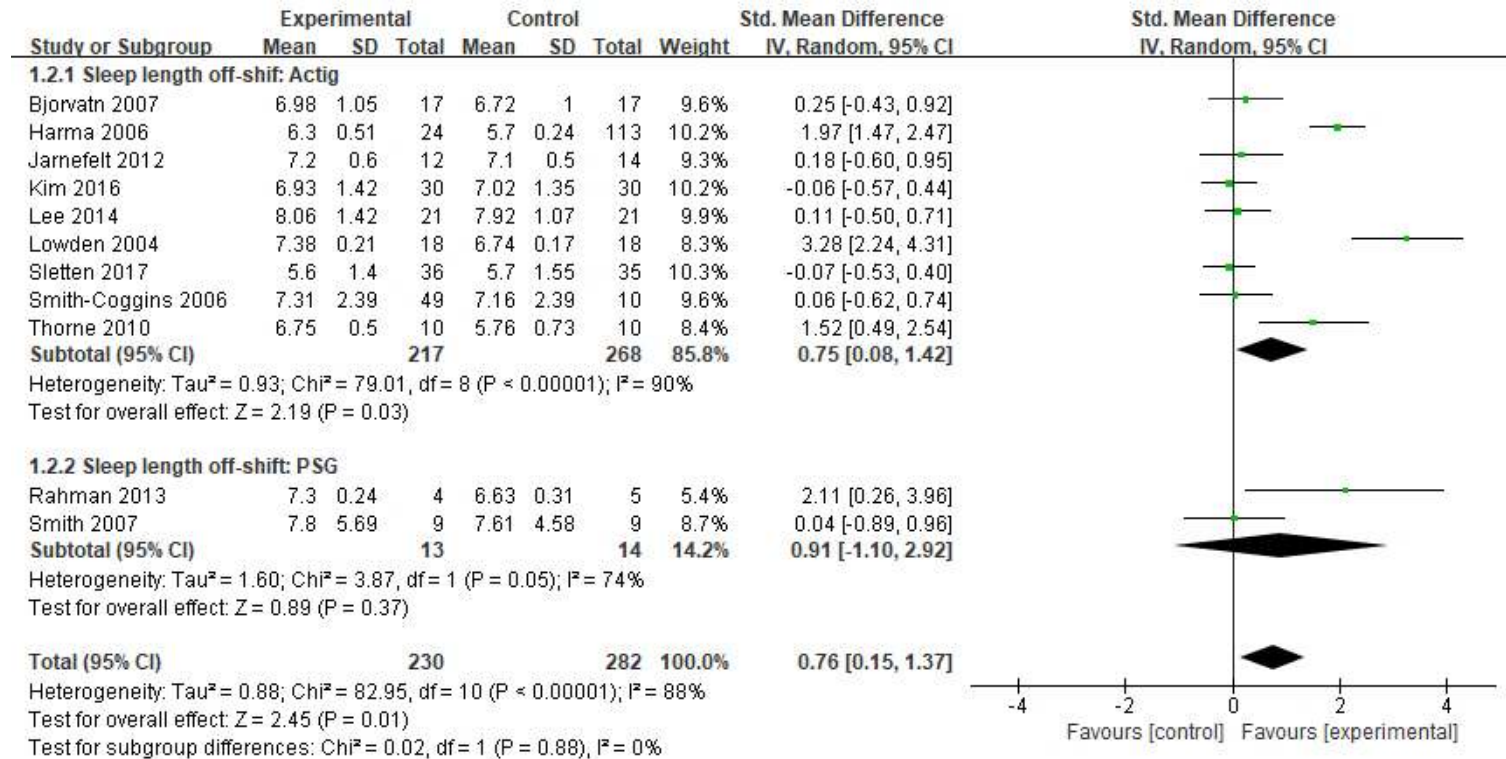 Experimental Control Std. Mean Difference Std. Mean Difference
Study or Subgroup Mean SD Total Mean SD Total Weight IV, Random, 95% CI IV, Random, 95% CI
1.2.1 Sleep length off-shif: Actig
Bjorvatn 2007 6.98 1.05 17 6.72 1 17 9.6% 0.25 [-0.43, 0.92]
Harma 2006 6.3 0.51 24 5.7 0.24 113 10.2% 1.97 [1.47, 2.47]
Jarnefelt 2012 7.2 0.6 12 7.1 0.5 14 9.3% 0.18 [-0.60, 0.95]
Kim 2016 6.93 1.42 30 7.02 1.35 30 10.2% -0.06 [-0.57, 0.44]
Lee 2014 8.06 1.42 21 7.92 1.07 21 9.9% 0.11 [-0.50, 0.71]
Lowden 2004 7.38 0.21 18 6.74 0.17 18 8.3% 3.28 [2.24, 4.31]
Sletten 2017 5.6 1.4 36 5.7 1.55 35 10.3% -0.07 [-0.53, 0.40]
Smith-Coggins 2006 7.31 2.39 49 7.16 2.39 10 9.6% 0.06 [-0.62, 0.74]
Thorne 2010 6.75 0.5 10 5.76 0.73 10 8.4% 1.52 [0.49, 2.54]
Subtotal (95% CI) 217 268 85.8% 0.75 [0.08, 1.42]
Heterogeneity: Tau² = 0.93; Chi² = 79.01, df = 8 (P < 0.00001); I² = 90%
Test for overall effect: Z = 2.19 (P = 0.03)
1.2.2 Sleep length off-shift: PSG
Rahman 2013 7.3 0.24 4 6.63 0.31 5 5.4% 2.11 [0.26, 3.96]
Smith 2007 7.8 5.69 9 7.61 4.58 9 8.7% 0.04 [-0.89, 0.96]
Subtotal (95% CI) 13 14 14.2% 0.91 [-1.10, 2.92]
Heterogeneity: Tau² = 1.60; Chi² = 3.87, df = 1 (P = 0.05); I² = 74%
Test for overall effect: Z = 0.89 (P = 0.37)
Total (95% CI) 230 282 100.0% 0.76 [0.15, 1.37]
Heterogeneity: Tau² = 0.88; Chi² = 82.95, df = 10 (P < 0.00001); I² = 88%
Test for overall effect: Z = 2.45 (P = 0.01)
Test for subgroup differences: Chi² = 0.02, df = 1 (P = 0.88), I² = 0%
-4 -2 0 2 4
Favours [control] Favours [experimental]